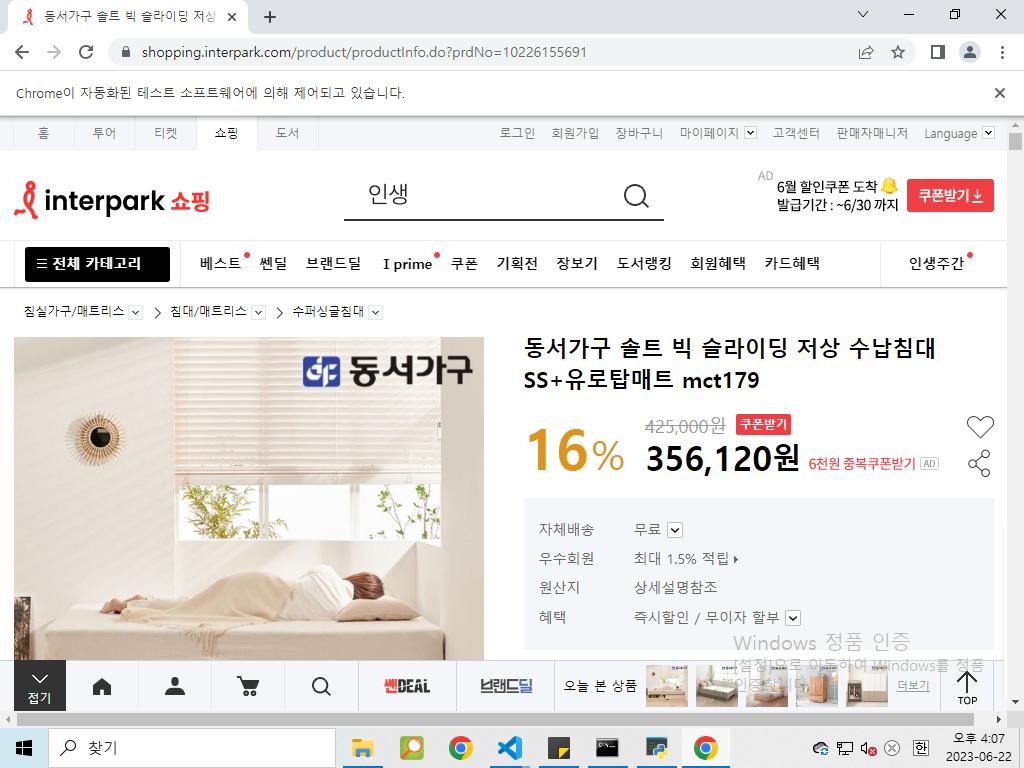 동서가구 솔트 빅 슬라이딩 저상
shopping.interpark.com/product/productInfo.do?prdNo=10226155691
Chrome이 자동화된 테스트 소프트웨어에 의해 제어되고 있습니다.
홈 투어 티켓 쇼핑 도서 로그인 회원가입 장바구니 마이페이지 고객센터 판매자매니저 Language
interpark 쇼핑
인생
AD
6월 할인쿠폰 도착
발급기간 : ~6/30 까지
쿠폰받기
전체 카테고리 베스트 쎈딜 브랜드딜 I prime 쿠폰 기획전 장보기 도서랭킹 회원혜택 카드혜택 인생주간
침실가구/매트리스 침대/매트리스 수퍼싱글침대
동서가구
동서가구 솔트 빅 슬라이딩 저상 수납침대
SS+유로탑매트 mct179
16%
425,000원 쿠폰받기
356,120원 6천원 중복쿠폰받기 AD
자체배송 무료
우수회원 최대 1.5% 적립
원산지 상세설명참조
혜택 즉시할인 / 무이자 할부
Windows 정품 인증
[설정]으로 이동하여 Windows를 정품
인증합니다.
접기
쎈DEAL
브랜드딜
오늘 본 상품
더보기
TOP
찾기
한
오후 4:07
2023-06-22